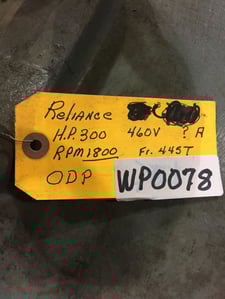 Reliance
H.P. 300 460V ? A
RPM 1800 Fr. 445T
ODP WP0078